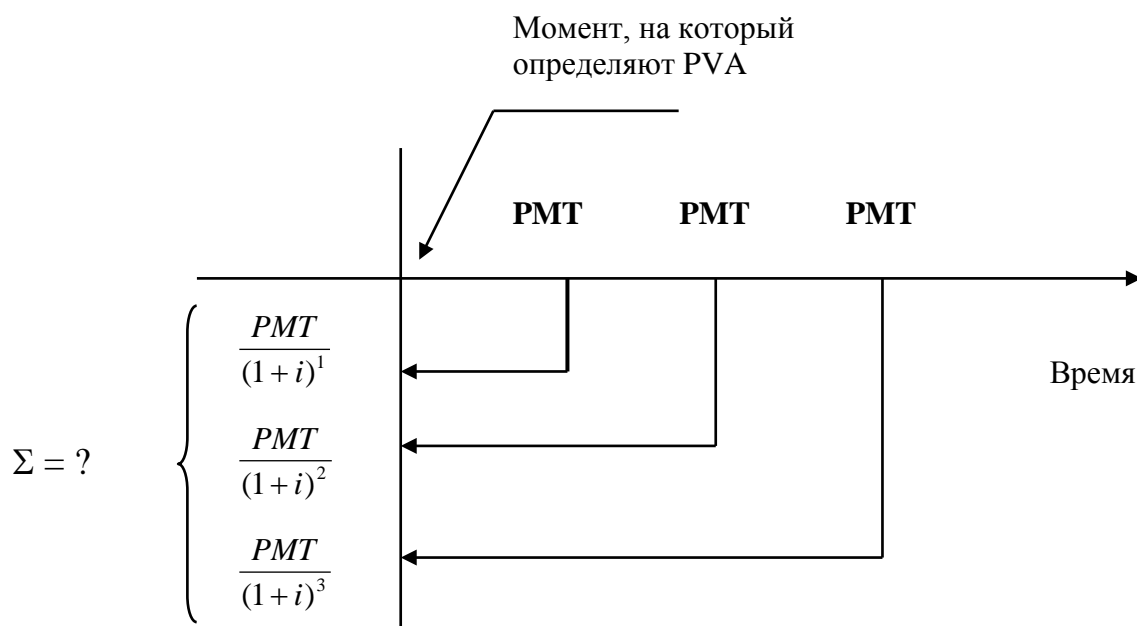 Момент, на который
определяют PVA
PMT PMT PMT
PMT
(1 + i)^1
Время
PMT
(1 + i)^2
Σ = ?
PMT
(1 + i)^3